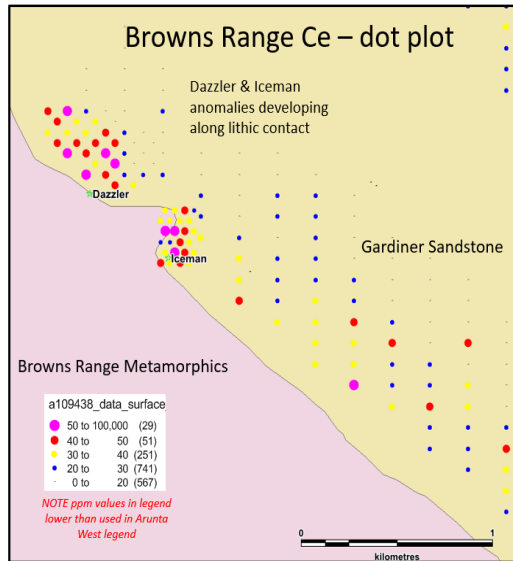 Browns Range Ce – dot plot
Dazzler & Iceman
anomalies developing
along lithic contact
Dazzler
Iceman
Gardiner Sandstone
Browns Range Metamorphics
a109438_data_surface
50 to 100,000 (29)
40 to 50 (51)
30 to 40 (251)
20 to 30 (741)
0 to 20 (567)
NOTE ppm values in legend
lower than used in Arunta
West legend
0 1
kilometres